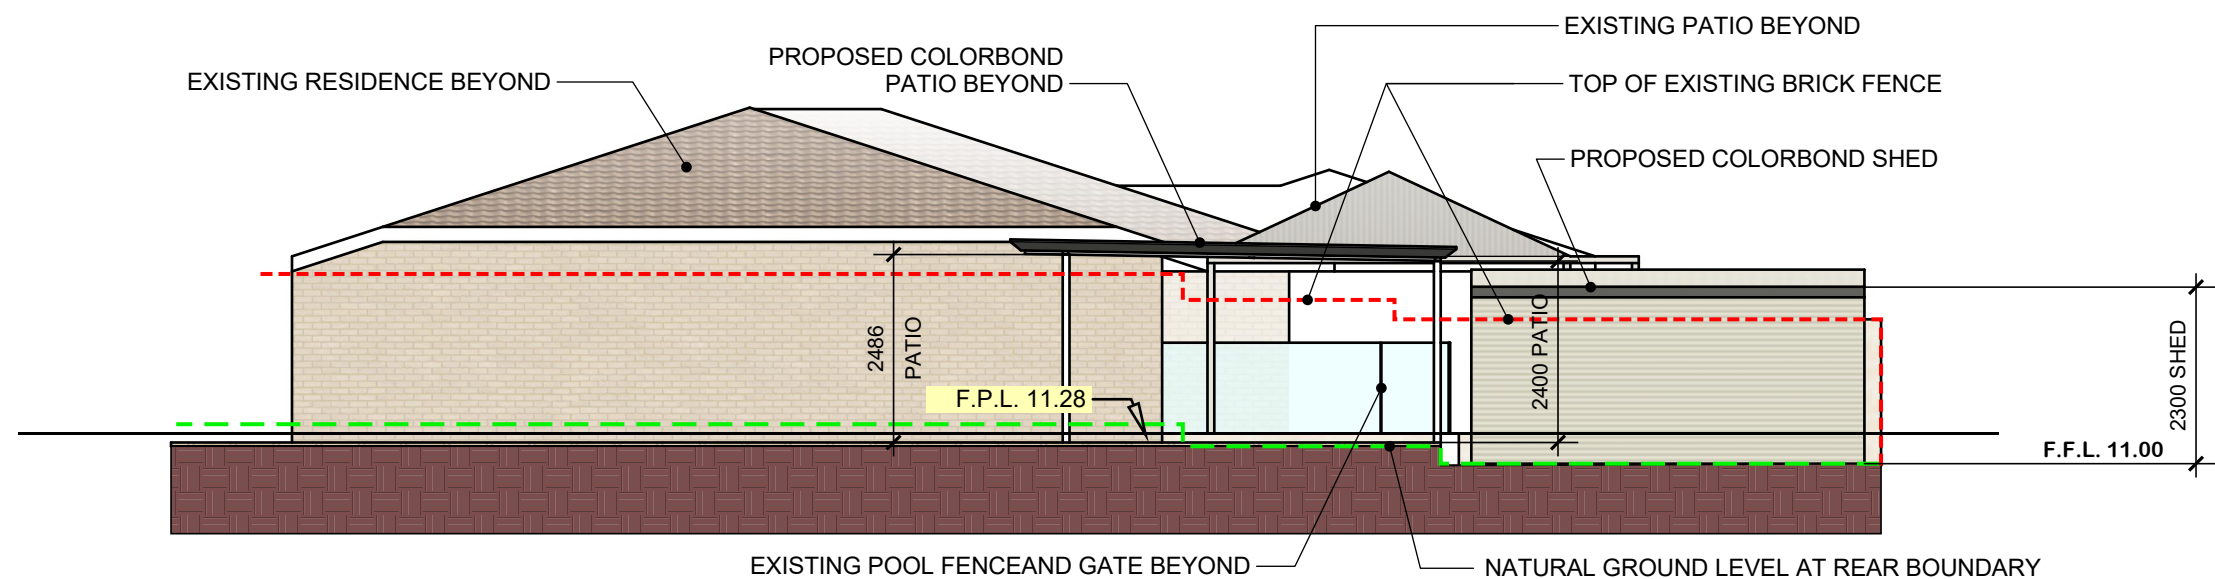 EXISTING PATIO BEYOND
PROPOSED COLORBOND
PATIO BEYOND
EXISTING RESIDENCE BEYOND
TOP OF EXISTING BRICK FENCE
PROPOSED COLORBOND SHED
2486
PATIO
2400 PATIO
2300 SHED
F.P.L. 11.28
F.F.L. 11.00
EXISTING POOL FENCEAND GATE BEYOND
NATURAL GROUND LEVEL AT REAR BOUNDARY